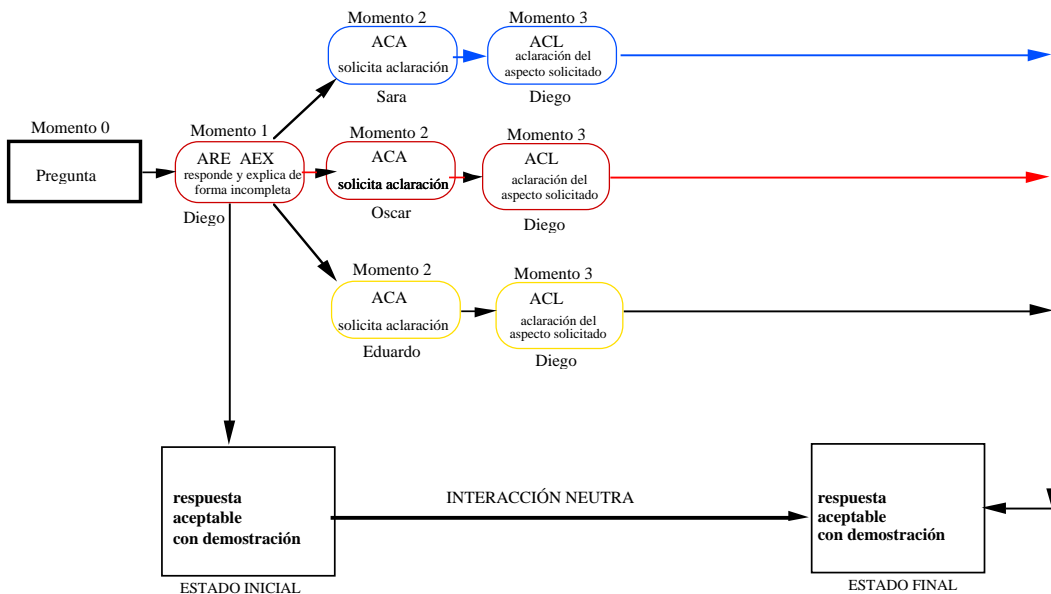 Momento 2
ACA
solicita aclaración
Sara
Momento 3
ACL
aclaración del
aspecto solicitado
Diego
Momento 0
Pregunta
Momento 1
ARE AEX
responde y explica de
forma incompleta
Diego
Momento 2
ACA
solicita aclaración
Oscar
Momento 3
ACL
aclaración del
aspecto solicitado
Diego
Momento 2
ACA
solicita aclaración
Eduardo
Momento 3
ACL
aclaración del
aspecto solicitado
Diego
respuesta
aceptable
con demostración
ESTADO INICIAL
INTERACCIÓN NEUTRA
respuesta
aceptable
con demostración
ESTADO FINAL